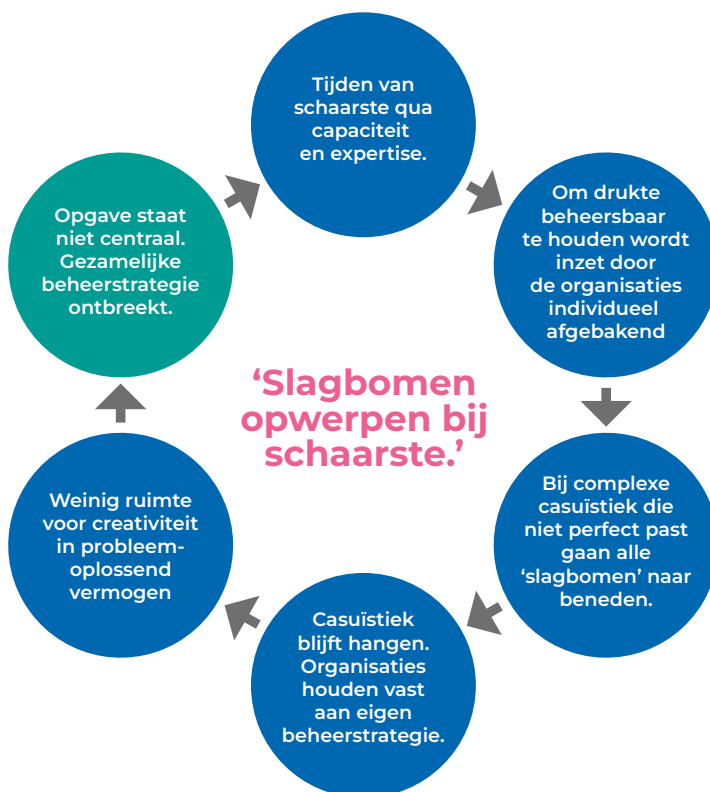 Tijden van
schaarste qua
capaciteit
en expertise.
Om drukte
beheersbaar
te houden wordt
inzet door
de organisaties
individueel
afgebakend
Bij complexe
casuïstiek die
niet perfect past
gaan alle
‘slagbomen’ naar
beneden.
Casuïstiek
blijft hangen.
Organisaties
houden vast
aan eigen
beheerstrategie.
Weinig ruimte
voor creativiteit
in probleem-
oplossend
vermogen
Opgave staat
niet centraal.
Gezamelijke
beheerstrategie
ontbreekt.
‘Slagbomen
opwerpen bij
schaarste.’